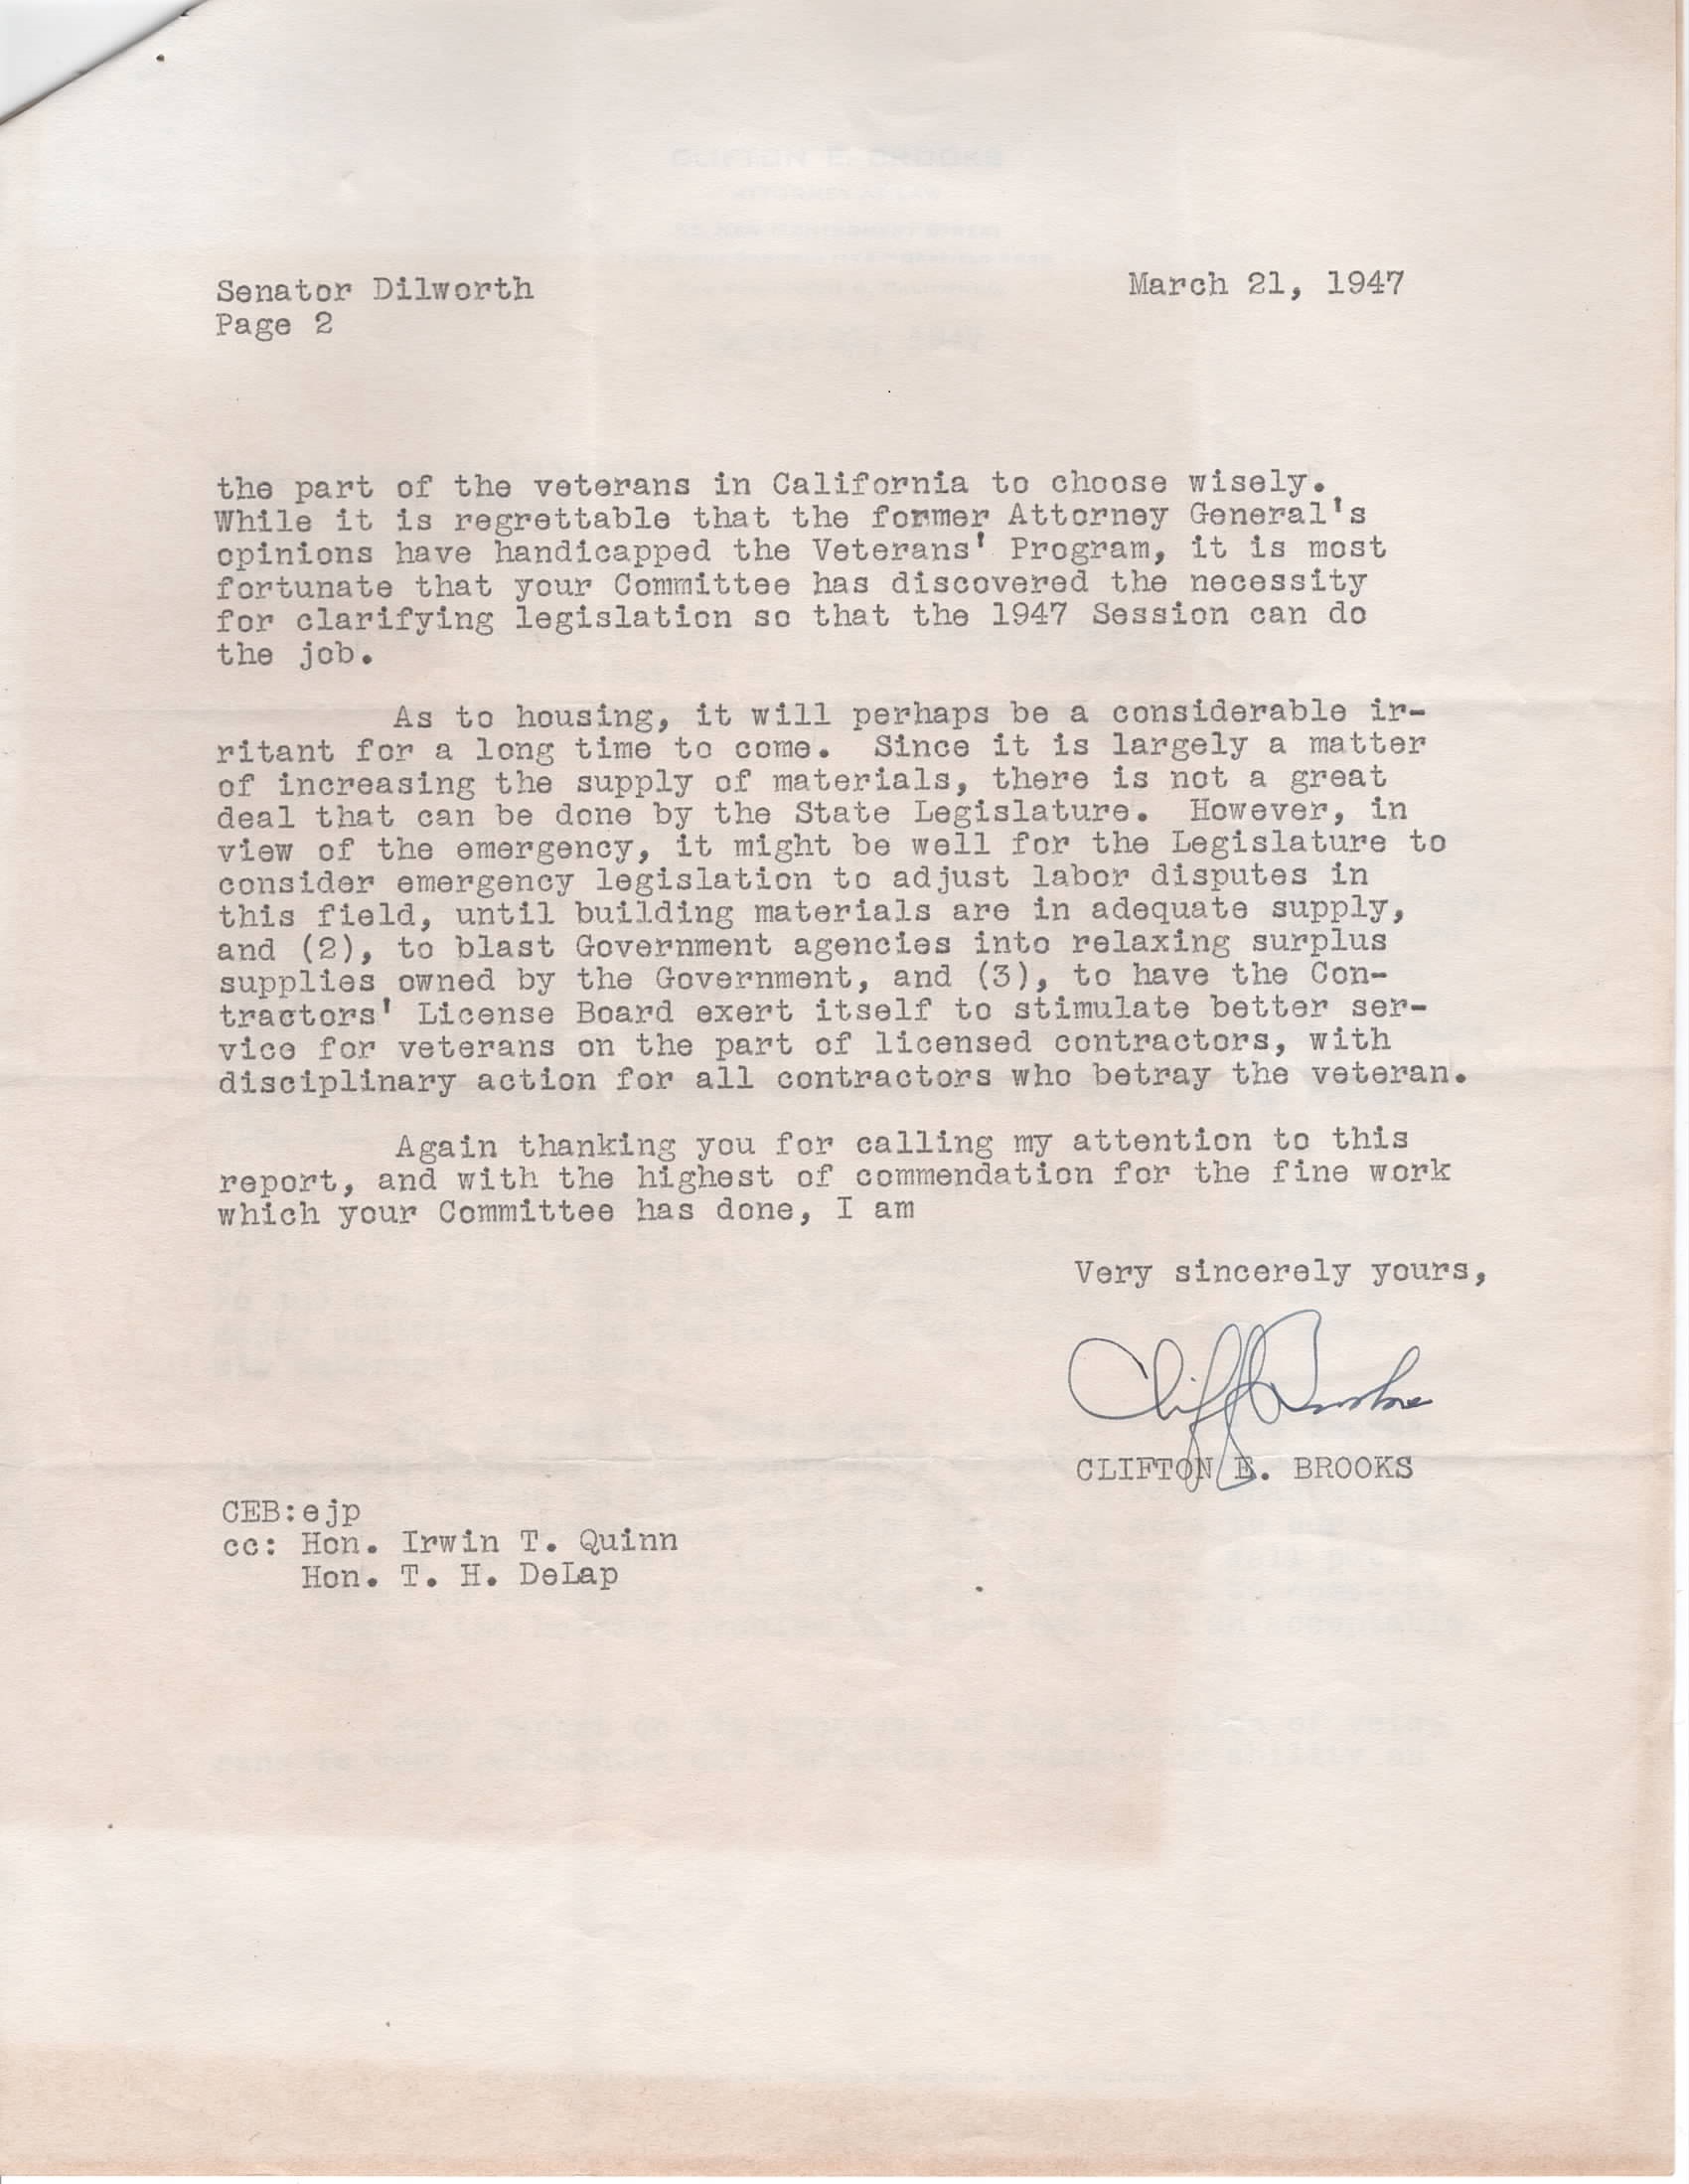 CLIFTON E. BROOKS
ATTORNEY AT LAW
Senator Dilworth March 21, 1947
Page 2
the part of the veterans in California to choose wisely.
While it is regrettable that the former Attorney General's
opinions have handicapped the Veterans' Program, it is most
fortunate that your Committee has discovered the necessity
for clarifying legislation so that the 1947 Session can do
the job.
As to housing, it will perhaps be a considerable ir-
ritant for a long time to come. Since it is largely a matter
of increasing the supply of materials, there is not a great
deal that can be done by the State Legislature. However, in
view of the emergency, it might be well for the Legislature to
consider emergency legislation to adjust labor disputes in
this field, until building materials are in adequate supply,
and (2), to blast Government agencies into relaxing surplus
supplies owned by the Government, and (3), to have the Con-
tractors' License Board exert itself to stimulate better ser-
vice for veterans on the part of licensed contractors, with
disciplinary action for all contractors who betray the veteran.
Again thanking you for calling my attention to this
report, and with the highest of commendation for the fine work
which your Committee has done, I am
Very sincerely yours,
Cliff Brooks
CLIFTON E. BROOKS
CEB:ejp
cc: Hon. Irwin T. Quinn
Hon. T. H. DeLap